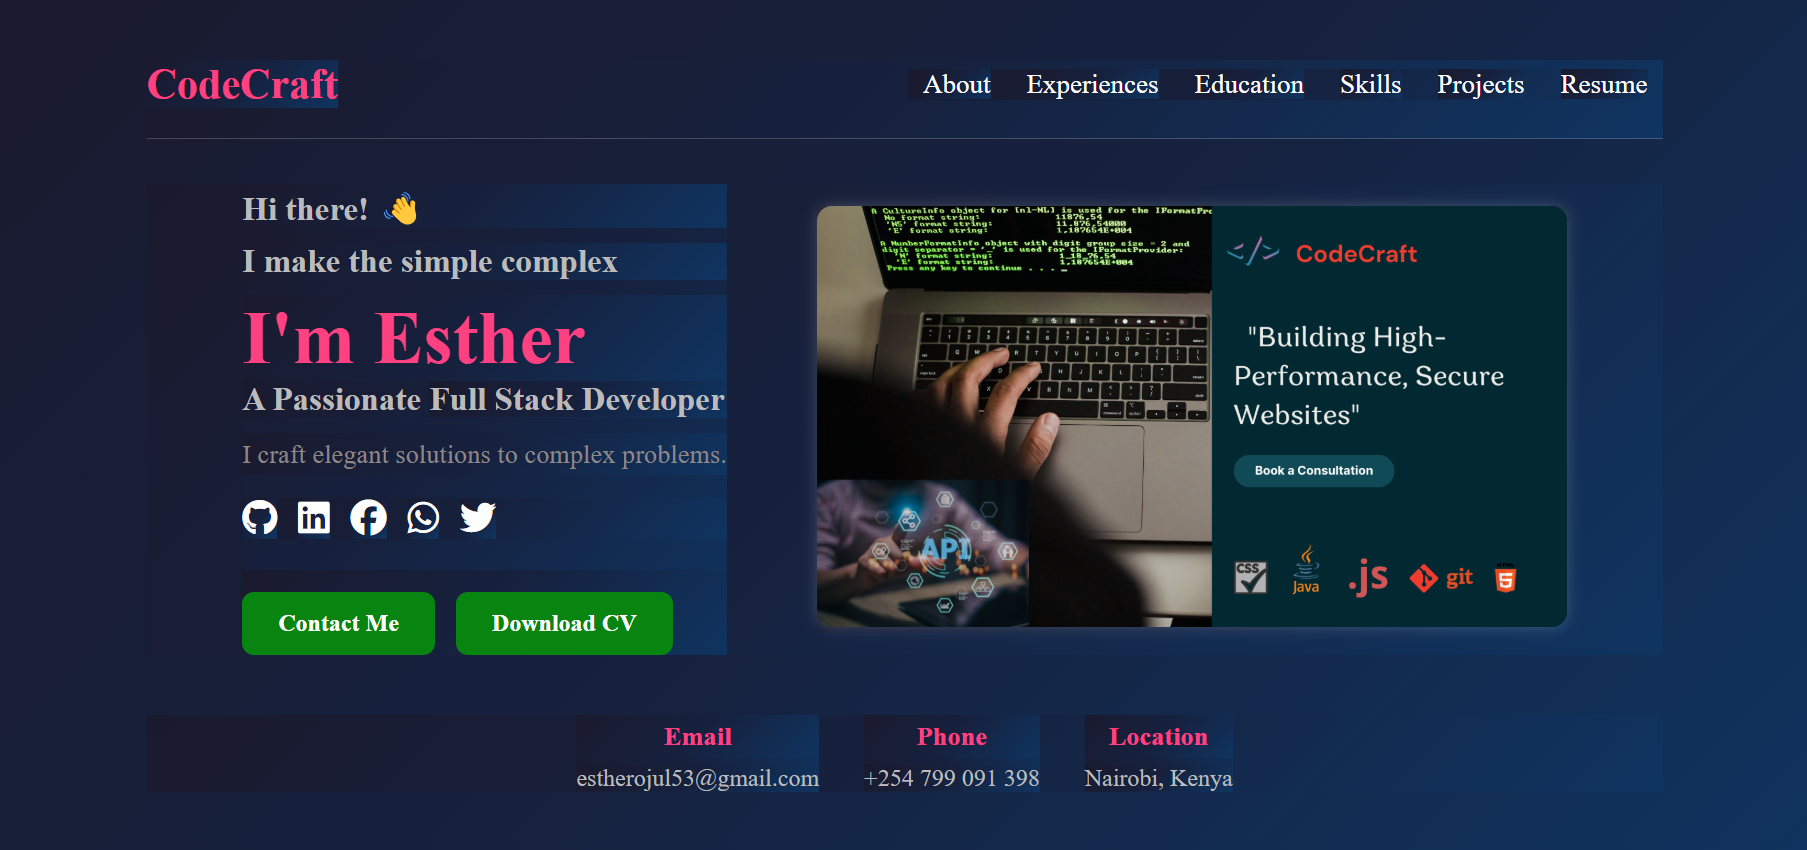 CodeCraft
About Experiences Education Skills Projects Resume
Hi there! 👋
I make the simple complex
I'm Esther
A Passionate Full Stack Developer
I craft elegant solutions to complex problems.
Contact Me Download CV
A CultureInfo object for [nl-NL] is used for the
No format string: 11876,54
'N5' format string: 11.876,54000
'E' format string: 1,187654E+004
A NumberFormatInfo object with digit group size = 2 and
digit separator = '_' is used for the IFormatProvider:
'N' format string: 1_18_76,54
'E' format string: 1,187654E+004
Press any key to continue . . . _
API
</> CodeCraft
"Building High-
Performance, Secure
Websites"
Book a Consultation
CSS Java .js git HTML 5
Email
estherojul53@gmail.com
Phone
+254 799 091 398
Location
Nairobi, Kenya